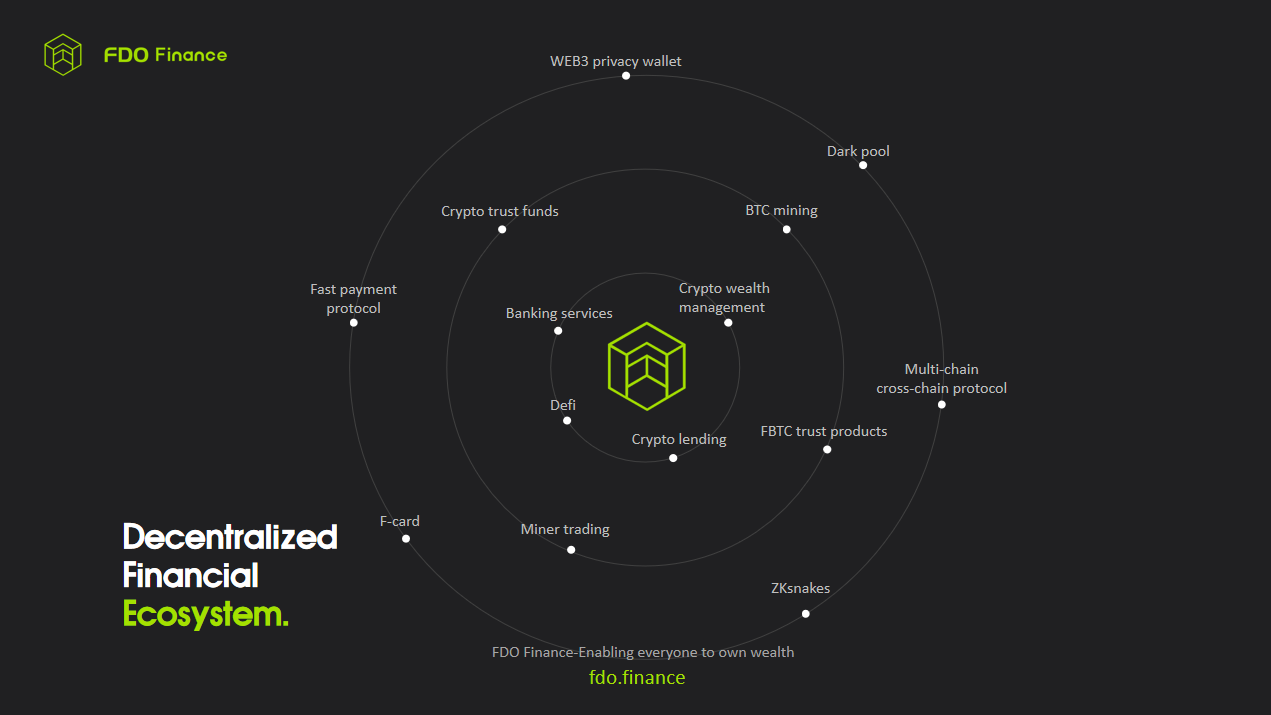 FDO Finance
WEB3 privacy wallet
Dark pool
Crypto trust funds
BTC mining
Fast payment
protocol
Crypto wealth
management
Banking services
Multi-chain
cross-chain protocol
Defi
Crypto lending
FBTC trust products
F-card
Miner trading
Decentralized
Financial
Ecosystem.
ZKsnakes
FDO Finance-Enabling everyone to own wealth
fdo.finance